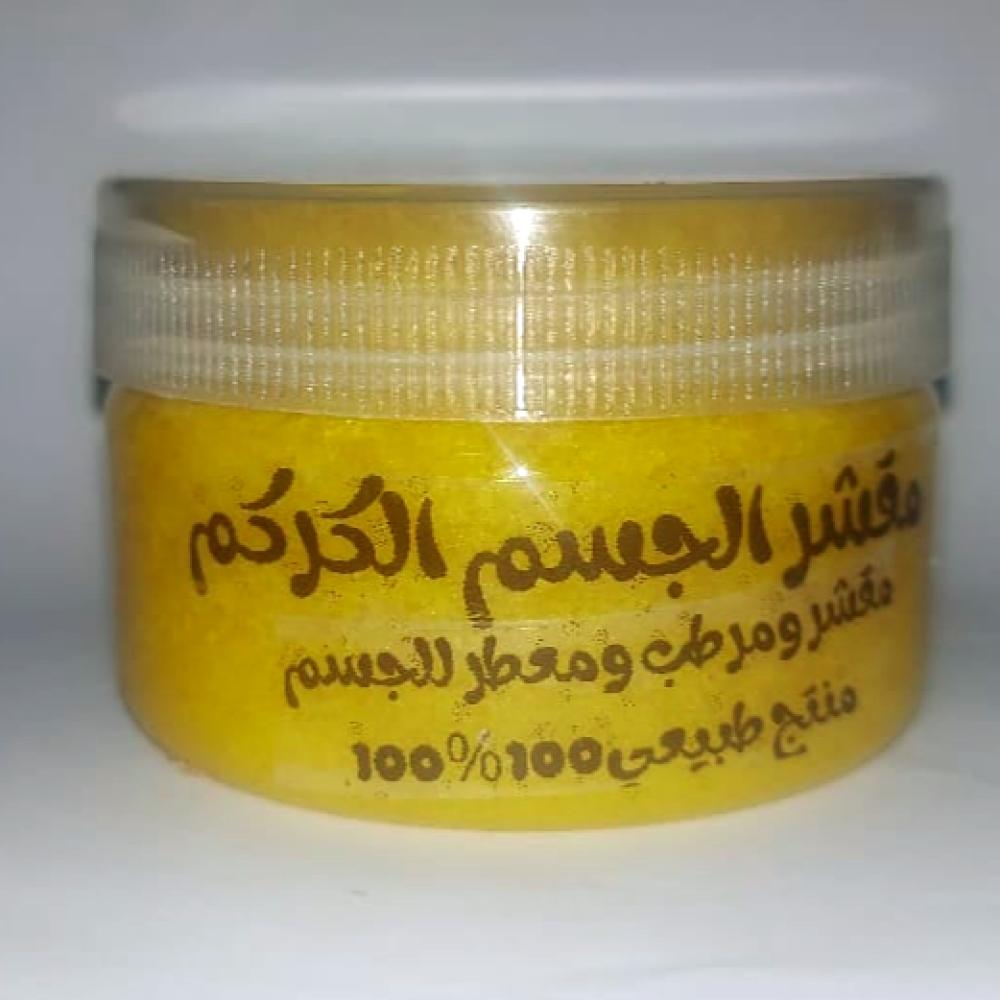 مقشر الجسم الكركم
مقشر ومرطب ومعطر للجسم
منتج طبيعي100%100